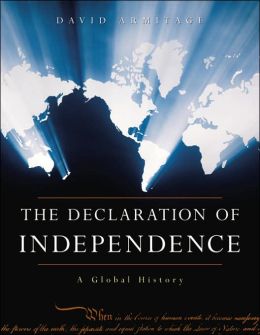 DAVID ARMITAGE
THE DECLARATION OF
INDEPENDENCE
A Global History
When in the Course of human events, it becomes necessary
the powers of the earth, the separate and equal station to which the Laws of Nature and